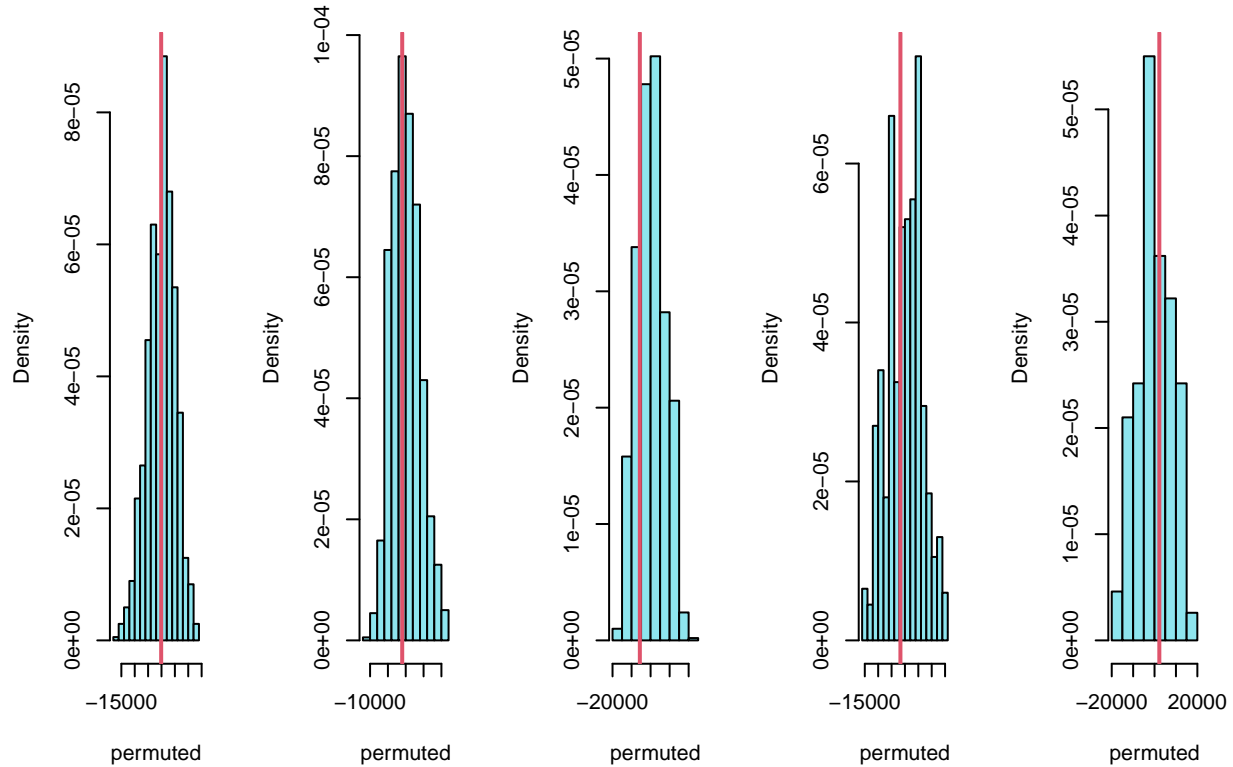 Density
0e+00
2e−05
4e−05
6e−05
8e−05
−15000
permuted
Density
0e+00
2e−05
4e−05
6e−05
8e−05
1e−04
−10000
permuted
Density
0e+00
1e−05
2e−05
3e−05
4e−05
5e−05
−20000
permuted
Density
0e+00
2e−05
4e−05
6e−05
−15000
permuted
Density
0e+00
1e−05
2e−05
3e−05
4e−05
5e−05
−20000 20000
permuted